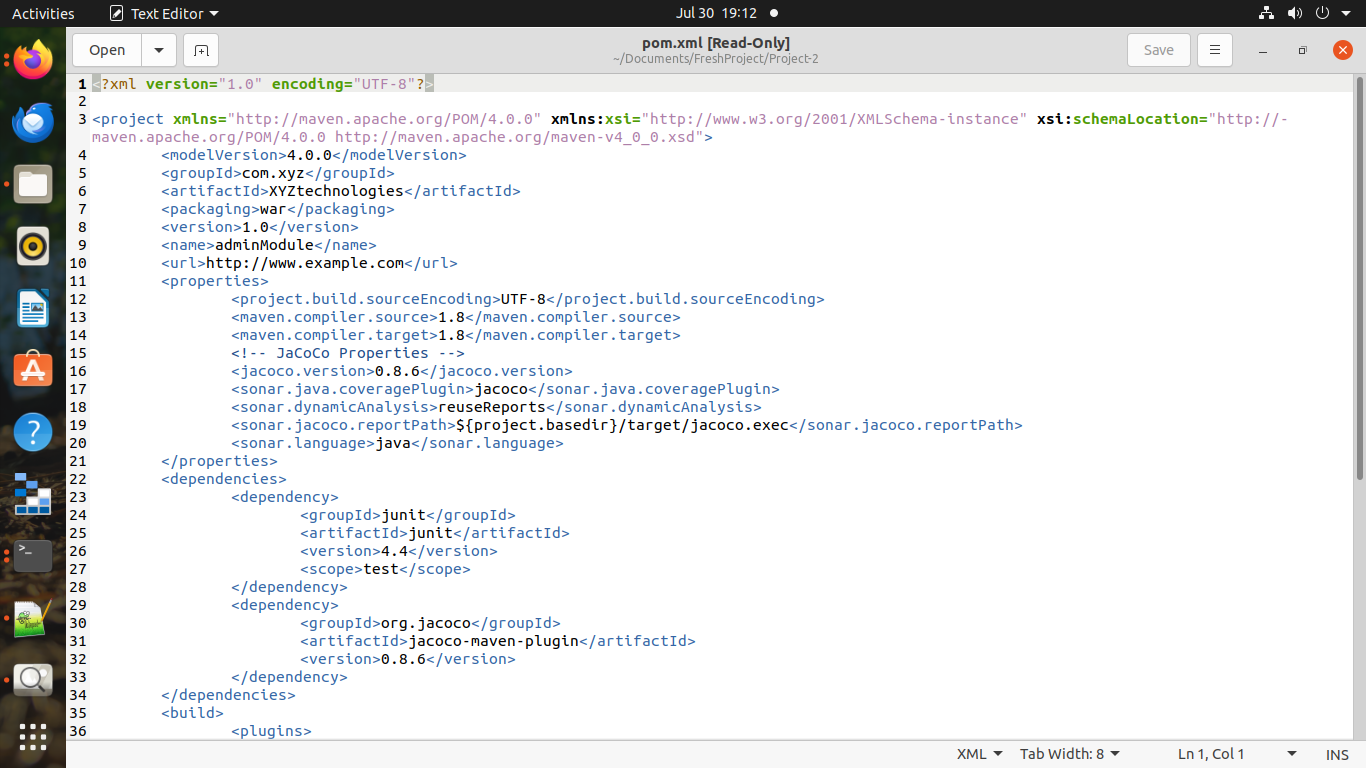 Activities Text Editor Jul 30 19:12
Open pom.xml [Read-Only] Save
~/Documents/FreshProject/Project-2
1 <?xml version="1.0" encoding="UTF-8"?>
2
3 <project xmlns="http://maven.apache.org/POM/4.0.0" xmlns:xsi="http://www.w3.org/2001/XMLSchema-instance" xsi:schemaLocation="http://-
maven.apache.org/POM/4.0.0 http://maven.apache.org/maven-v4_0_0.xsd">
4 <modelVersion>4.0.0</modelVersion>
5 <groupId>com.xyz</groupId>
6 <artifactId>XYZtechnologies</artifactId>
7 <packaging>war</packaging>
8 <version>1.0</version>
9 <name>adminModule</name>
10 <url>http://www.example.com</url>
11 <properties>
12 <project.build.sourceEncoding>UTF-8</project.build.sourceEncoding>
13 <maven.compiler.source>1.8</maven.compiler.source>
14 <maven.compiler.target>1.8</maven.compiler.target>
15 <!-- JaCoCo Properties -->
16 <jacoco.version>0.8.6</jacoco.version>
17 <sonar.java.coveragePlugin>jacoco</sonar.java.coveragePlugin>
18 <sonar.dynamicAnalysis>reuseReports</sonar.dynamicAnalysis>
19 <sonar.jacoco.reportPath>${project.basedir}/target/jacoco.exec</sonar.jacoco.reportPath>
20 <sonar.language>java</sonar.language>
21 </properties>
22 <dependencies>
23 <dependency>
24 <groupId>junit</groupId>
25 <artifactId>junit</artifactId>
26 <version>4.4</version>
27 <scope>test</scope>
28 </dependency>
29 <dependency>
30 <groupId>org.jacoco</groupId>
31 <artifactId>jacoco-maven-plugin</artifactId>
32 <version>0.8.6</version>
33 </dependency>
34 </dependencies>
35 <build>
36 <plugins>
XML Tab Width: 8 Ln 1, Col 1 INS